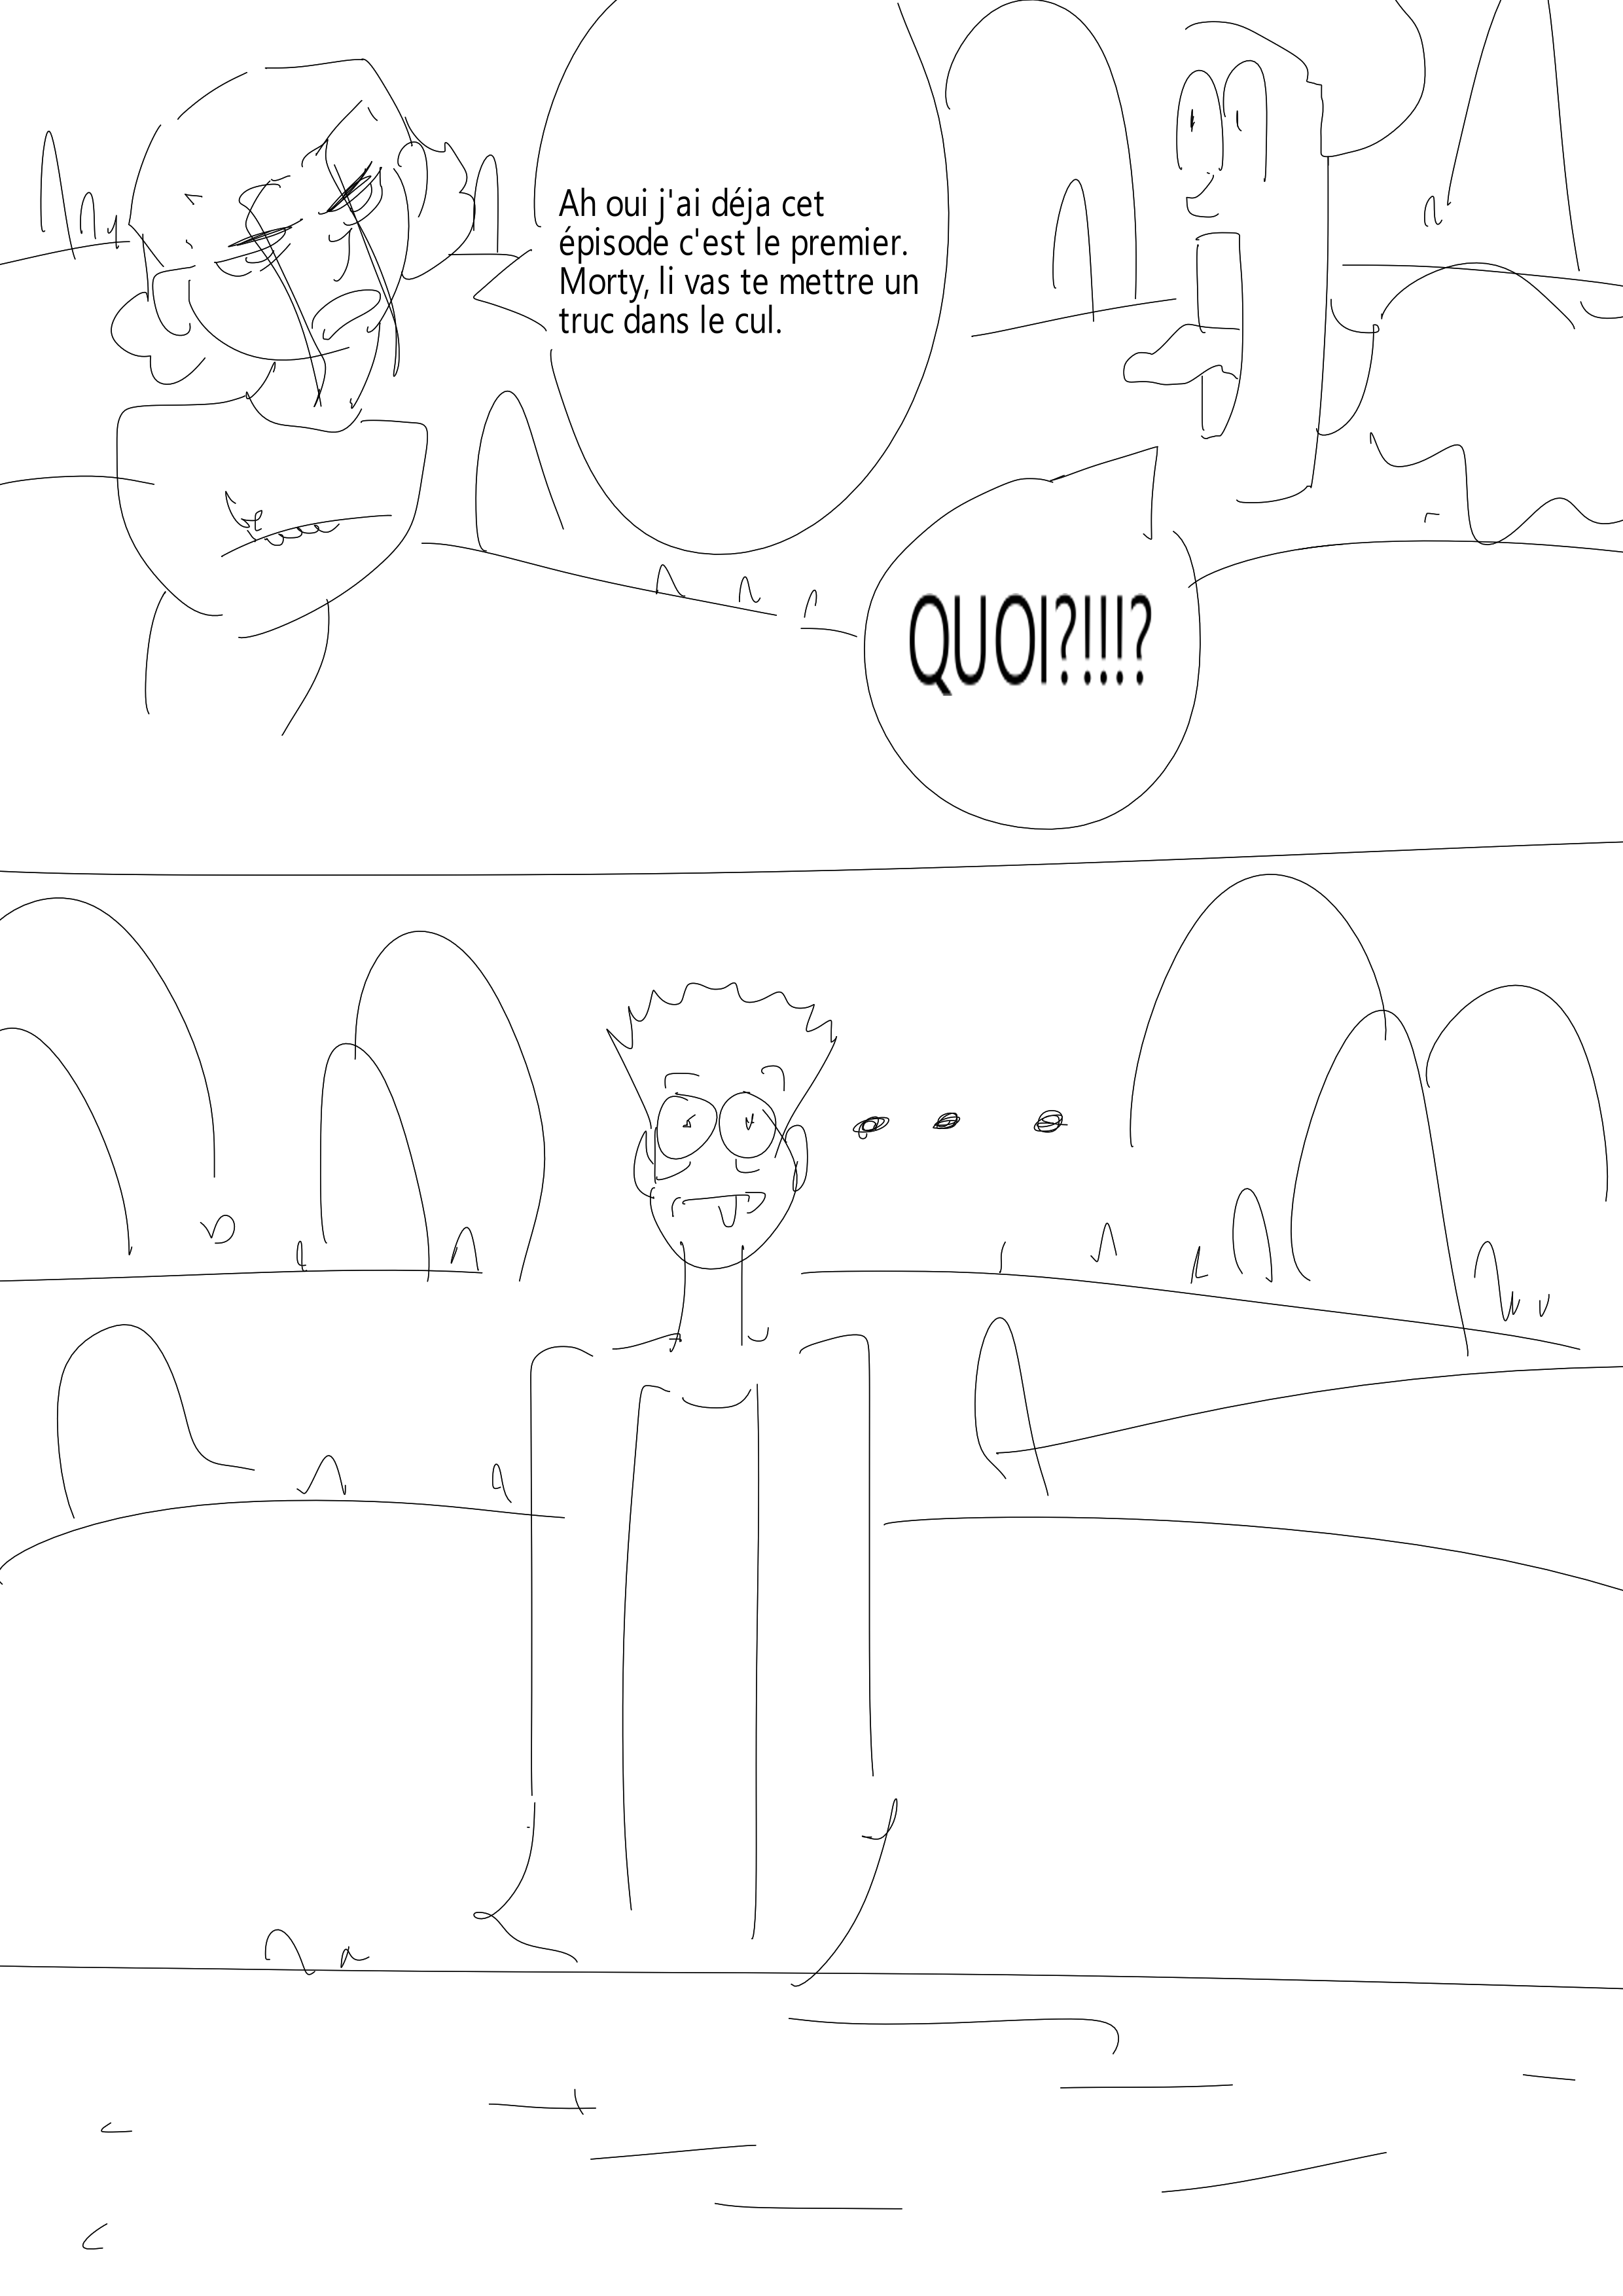 Ah oui j'ai déja cet
épisode c'est le premier.
Morty, li vas te mettre un
truc dans le cul.
QUOI?!!!?